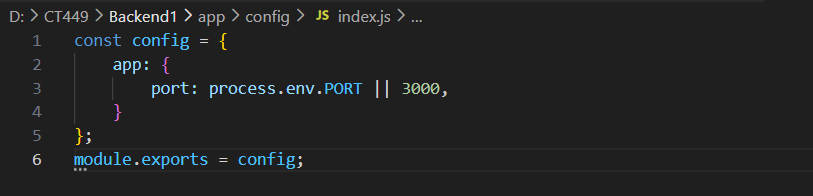 D: > CT449 > Backend1 > app > config > JS index.js > ...
1 const config = {
2     app: {
3         port: process.env.PORT || 3000,
4     }
5 };
6 module.exports = config;